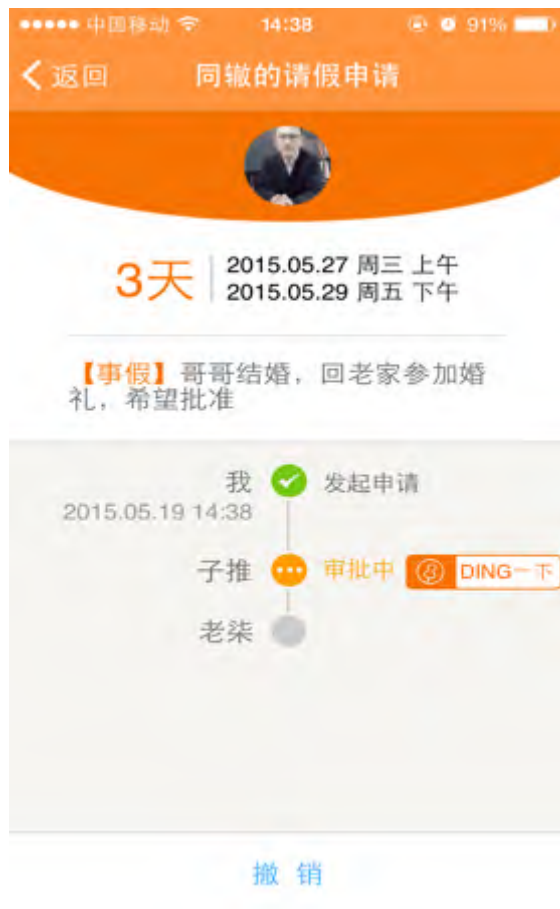 中国移动 14:38 91%
返回 同辙的请假申请
3天
2015.05.27 周三 上午
2015.05.29 周五 下午
【事假】哥哥结婚，回老家参加婚
礼，希望批准
我 发起申请
2015.05.19 14:38
子推 审批中 DING一下
老柒
撤 销